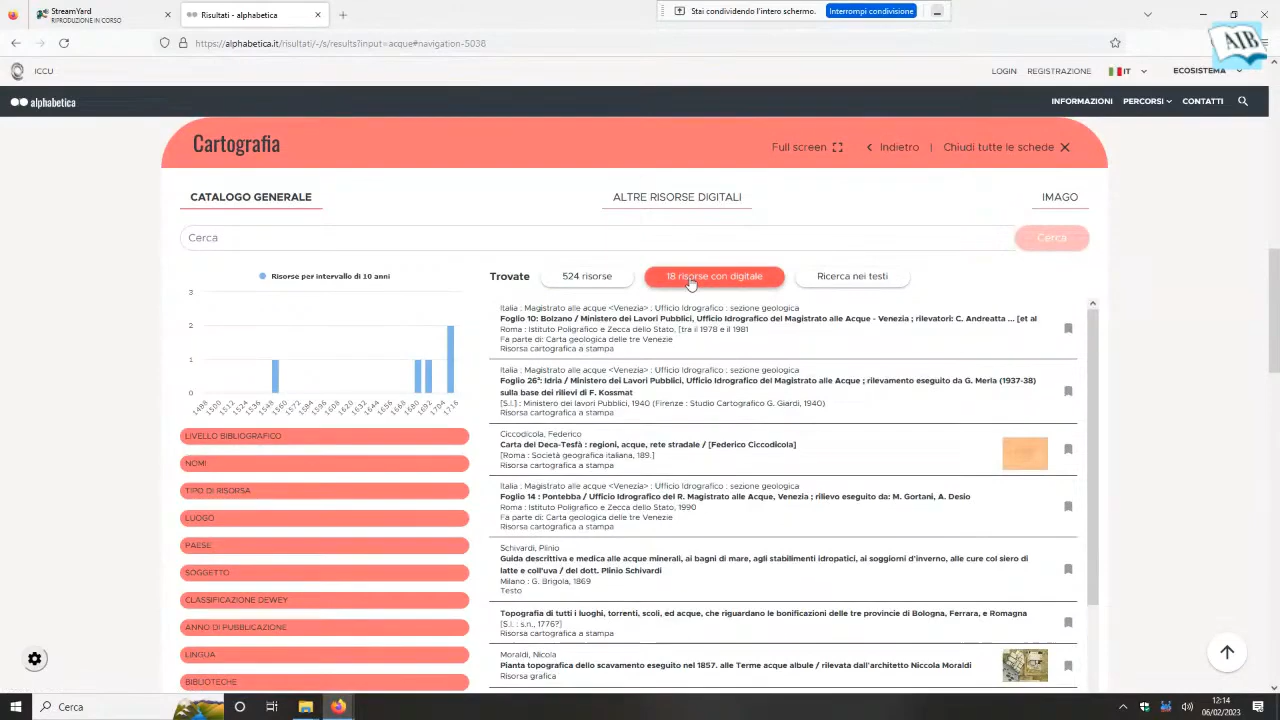 StreamYard
PRODUZIONE IN CORSO
Risultati - alphabetica
Stai condividendo l'intero schermo.
Interrompi condivisione
https://alphabetica.it/risultati/-/s/results?input=acque#navigation-5038
AIB
ICCU
LOGIN
REGISTRAZIONE
IT
ECOSISTEMA
alphabetica
INFORMAZIONI
PERCORSI
CONTATTI
Cartografia
Full screen
Indietro
|
Chiudi tutte le schede
CATALOGO GENERALE
ALTRE RISORSE DIGITALI
IMAGO
Cerca
Cerca
Risorse per intervallo di 10 anni
3
2
1
0
Trovate
524 risorse
18 risorse con digitale
Ricerca nei testi
Italia : Magistrato alle acque <Venezia> : Ufficio Idrografico : sezione geologica
Foglio 10: Bolzano / Ministero dei Lavori Pubblici, Ufficio Idrografico del Magistrato alle Acque - Venezia ; rilevatori: C. Andreatta ... [et al
Roma : Istituto Poligrafico e Zecca dello Stato, [tra il 1978 e il 1981
Fa parte di: Carta geologica delle tre Venezie
Risorsa cartografica a stampa
Italia : Magistrato alle acque <Venezia> : Ufficio Idrografico : sezione geologica
Foglio 26ª: Idria / Ministero dei Lavori Pubblici, Ufficio Idrografico del Magistrato alle Acque ; rilevamento eseguito da G. Merla (1937-38)
sulla base dei rilievi di F. Kossmat
[S.l.] : Ministero dei lavori Pubblici, 1940 (Firenze : Studio Cartografico G. Giardi, 1940)
Risorsa cartografica a stampa
Ciccodicola, Federico
Carta del Deca-Tesfà : regioni, acque, rete stradale / [Federico Ciccodicola]
[Roma : Società geografica italiana, 189.]
Risorsa cartografica a stampa
Italia : Magistrato alle acque <Venezia> : Ufficio Idrografico : sezione geologica
Foglio 14 : Pontebba / Ufficio Idrografico del R. Magistrato alle Acque, Venezia ; rilievo eseguito da: M. Gortani, A. Desio
Roma : Istituto Poligrafico e Zecca dello Stato, 1990
Fa parte di: Carta geologica delle tre Venezie
Risorsa cartografica a stampa
Schivardi, Plinio
Guida descrittiva e medica alle acque minerali, ai bagni di mare, agli stabilimenti idropatici, ai soggiorni d'inverno, alle cure col siero di
latte e coll'uva / del dott. Plinio Schivardi
Milano : G. Brigola, 1869
Testo
Topografia di tutti i luoghi, torrenti, scoli, ed acque, che riguardano le bonificazioni delle tre provincie di Bologna, Ferrara, e Romagna
[S.l. : s.n., 1776?]
Risorsa cartografica a stampa
Moraldi, Nicola
Pianta topografica dello scavamento eseguito nel 1857. alle Terme acque albule / rilevata dall'architetto Niccola Moraldi
Risorsa grafica
LIVELLO BIBLIOGRAFICO
NOMI
TIPO DI RISORSA
LUOGO
PAESE
SOGGETTO
CLASSIFICAZIONE DEWEY
ANNO DI PUBBLICAZIONE
LINGUA
BIBLIOTECHE
Cerca
12:14
06/02/2023